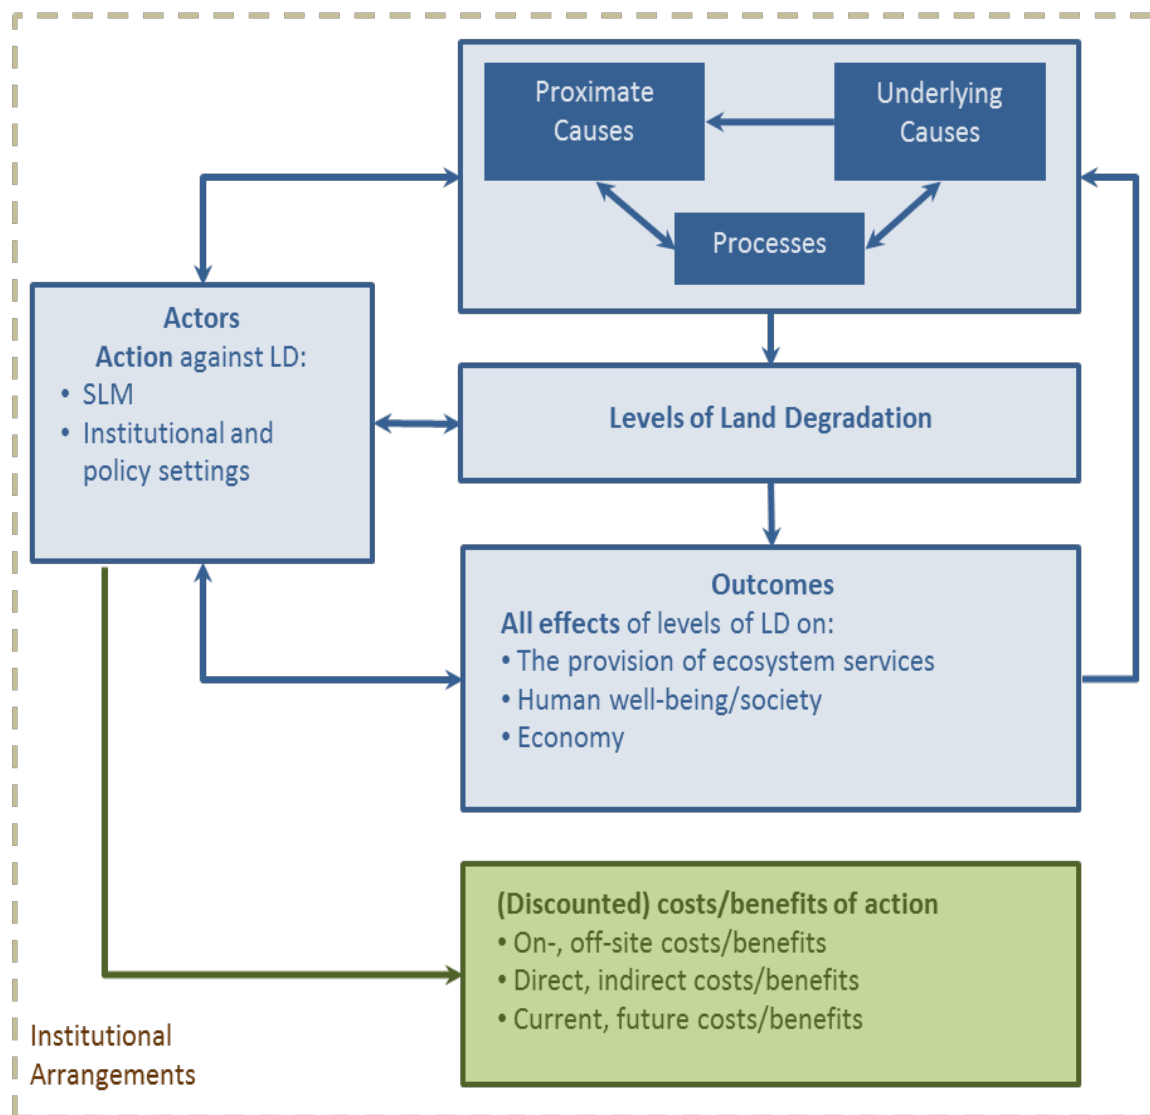 Proximate
Causes
Underlying
Causes
Processes
Actors
Action against LD:
• SLM
• Institutional and
policy settings
Levels of Land Degradation
Outcomes
All effects of levels of LD on:
• The provision of ecosystem services
• Human well-being/society
• Economy
(Discounted) costs/benefits of action
• On-, off-site costs/benefits
• Direct, indirect costs/benefits
• Current, future costs/benefits
Institutional
Arrangements